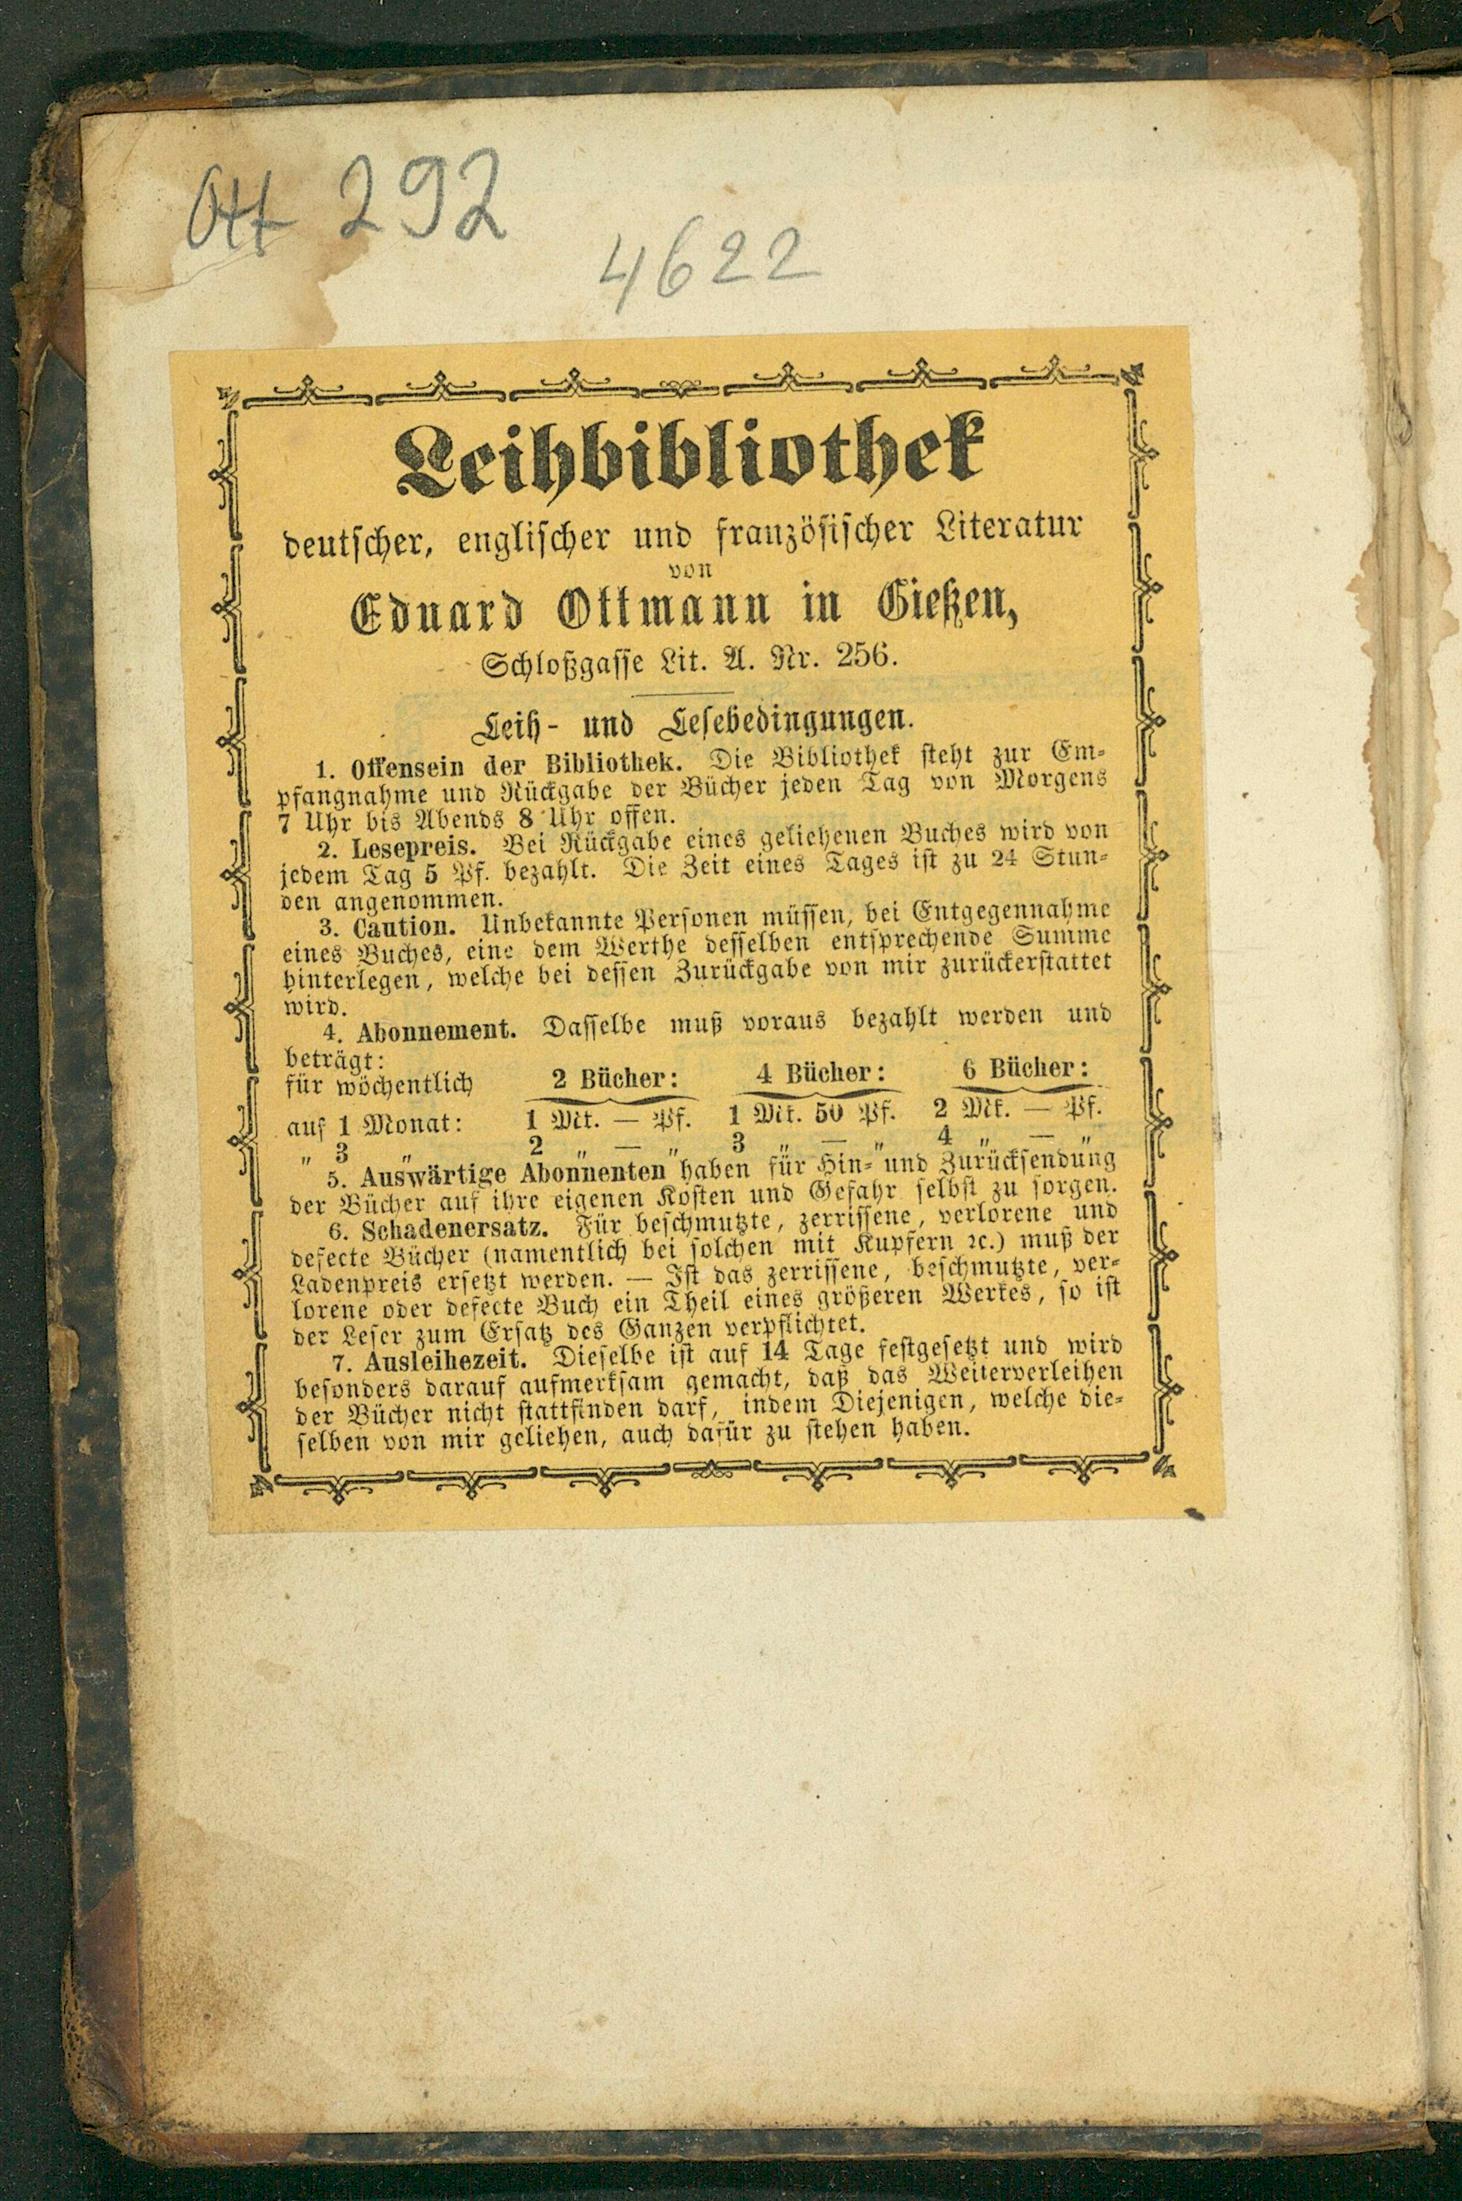 Ott 292
4622
Leihbibliothek
deutscher, englischer und französischer Literatur
von
Eduard Ottmann in Gießen,
Schloßgasse Lit. A. Nr. 256.
Leih- und Lesebedingungen.
1. Offensein der Bibliothek. Die Bibliothek steht zur Em-
pfangnahme und Rückgabe der Bücher jeden Tag von Morgens
7 Uhr bis Abends 8 Uhr offen.
2. Lesepreis. Bei Rückgabe eines geliehenen Buches wird von
jedem Tag 5 Pf. bezahlt. Die Zeit eines Tages ist zu 24 Stun-
den angenommen.
3. Caution. Unbekannte Personen müssen, bei Entgegennahme
eines Buches, eine dem Werthe desselben entsprechende Summe
hinterlegen, welche bei dessen Zurückgabe von mir zurückerstattet
wird.
4. Abonnement. Dasselbe muß voraus bezahlt werden und
beträgt:
für wöchentlich 2 Bücher: 4 Bücher: 6 Bücher:
auf 1 Monat: 1 Mk. — Pf. 1 Mk. 50 Pf. 2 Mk. — Pf.
„ 3 „ 2 „ — „ 3 „ — „ 4 „ — „
5. Auswärtige Abonnenten haben für Hin- und Zurücksendung
der Bücher auf ihre eigenen Kosten und Gefahr selbst zu sorgen.
6. Schadenersatz. Für beschmutzte, zerrissene, verlorene und
defecte Bücher (namentlich bei solchen mit Kupfern ꝛc.) muß der
Ladenpreis ersetzt werden. — Ist das zerrissene, beschmutzte, ver-
lorene oder defecte Buch ein Theil eines größeren Werkes, so ist
der Leser zum Ersatz des Ganzen verpflichtet.
7. Ausleihezeit. Dieselbe ist auf 14 Tage festgesetzt und wird
besonders darauf aufmerksam gemacht, daß das Weiterverleihen
der Bücher nicht stattfinden darf, indem Diejenigen, welche die-
selben von mir geliehen, auch dafür zu stehen haben.